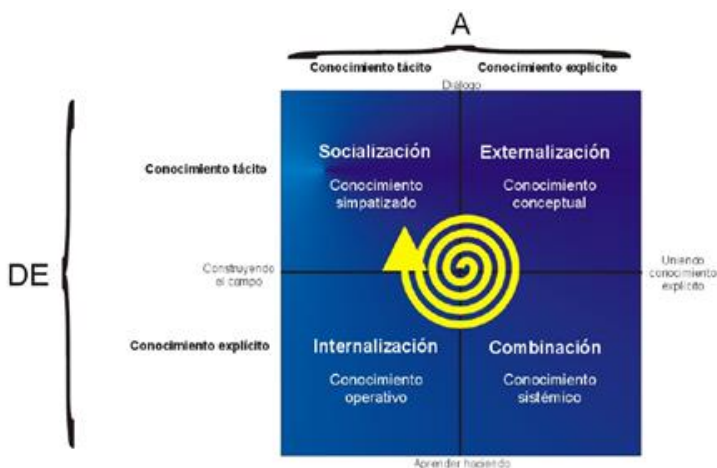 A
Conocimiento tácito Conocimiento explícito
Diálogo
Socialización Externalización
Conocimiento tácito
Conocimiento Conocimiento
simpatizado conceptual
DE
Construyendo
el campo
Uniendo
conocimiento
explícito
Internalización Combinación
Conocimiento explícito
Conocimiento Conocimiento
operativo sistémico
Aprender haciendo